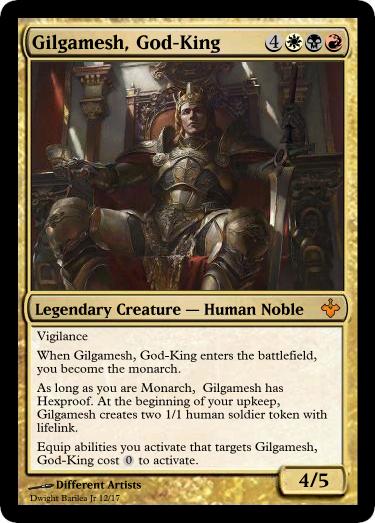 Gilgamesh, God-King 4
Legendary Creature — Human Noble
Vigilance
When Gilgamesh, God-King enters the battlefield,
you become the monarch.
As long as you are Monarch, Gilgamesh has
Hexproof. At the beginning of your upkeep,
Gilgamesh creates two 1/1 human soldier token with
lifelink.
Equip abilities you activate that targets Gilgamesh,
God-King cost 0 to activate.
Different Artists
4/5
Dwight Barilea Jr 12/17